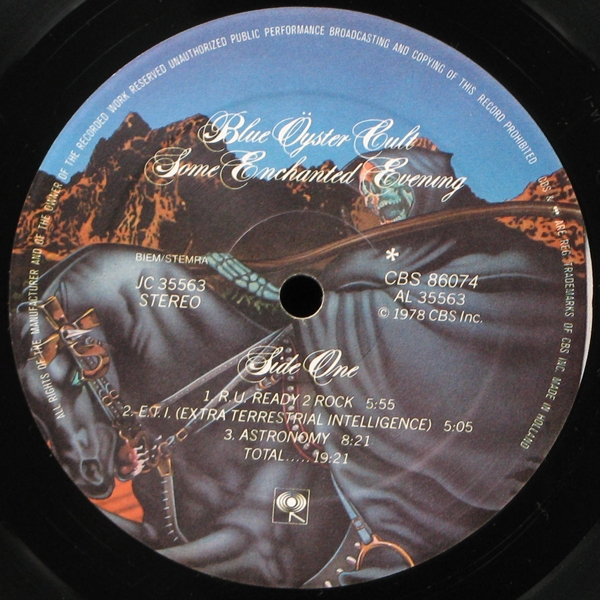 ALL RIGHTS OF THE MANUFACTURER AND OF THE OWNER OF THE RECORDED WORK RESERVED UNAUTHORIZED PUBLIC PERFORMANCE BROADCASTING AND COPYING OF THIS RECORD PROHIBITED
CBS & ARE REG. TRADEMARKS OF CBS INC MADE IN HOLLAND
Blue Öyster Cult
Some Enchanted Evening
BIEM/STEMRA
JC 35563
STEREO
*
CBS 86074
AL 35563
© 1978 CBS Inc.
Side One
1. R.U. READY 2 ROCK 5:55
2. E.T.I. (EXTRA TERRESTRIAL INTELLIGENCE) 5:05
3. ASTRONOMY 8:21
TOTAL.....19:21